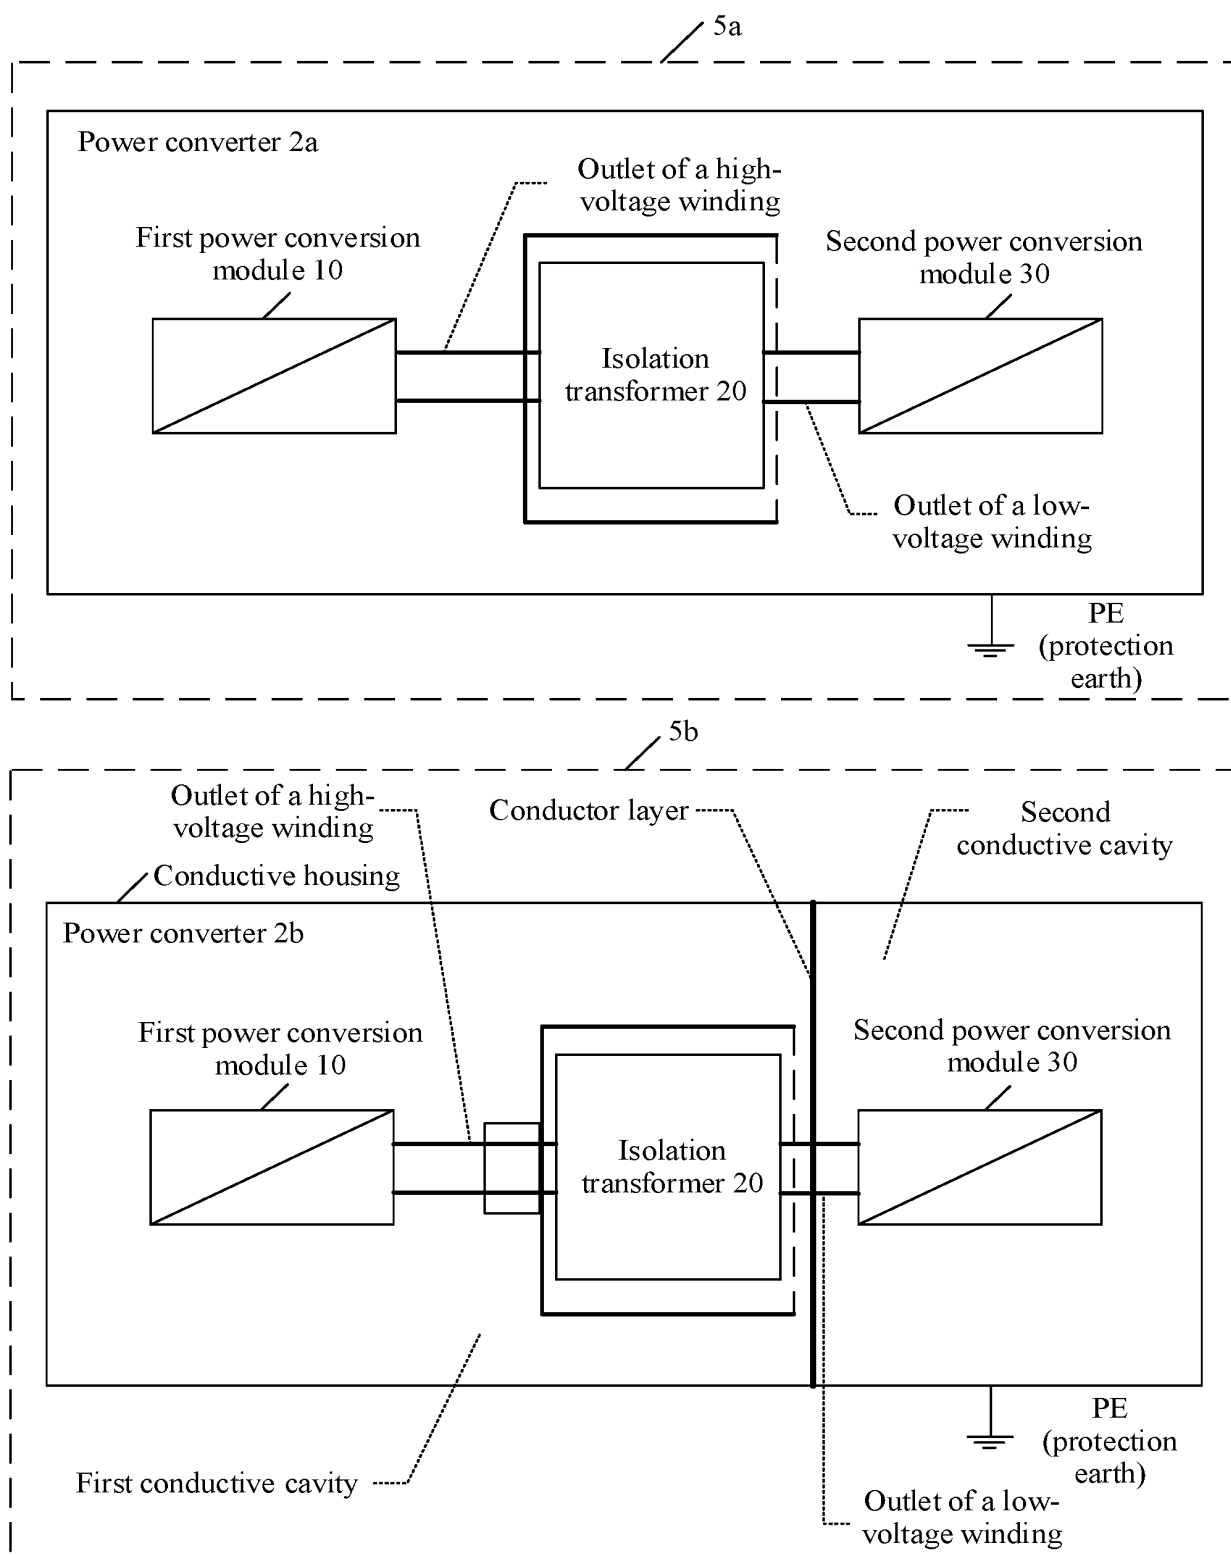 5a
Power converter 2a
Outlet of a high-
voltage winding
First power conversion
module 10
Second power conversion
module 30
Isolation
transformer 20
Outlet of a low-
voltage winding
PE
(protection
earth)
5b
Outlet of a high-
voltage winding
Conductor layer
Second
conductive cavity
Conductive housing
Power converter 2b
First power conversion
module 10
Second power conversion
module 30
Isolation
transformer 20
PE
(protection
earth)
First conductive cavity
Outlet of a low-
voltage winding